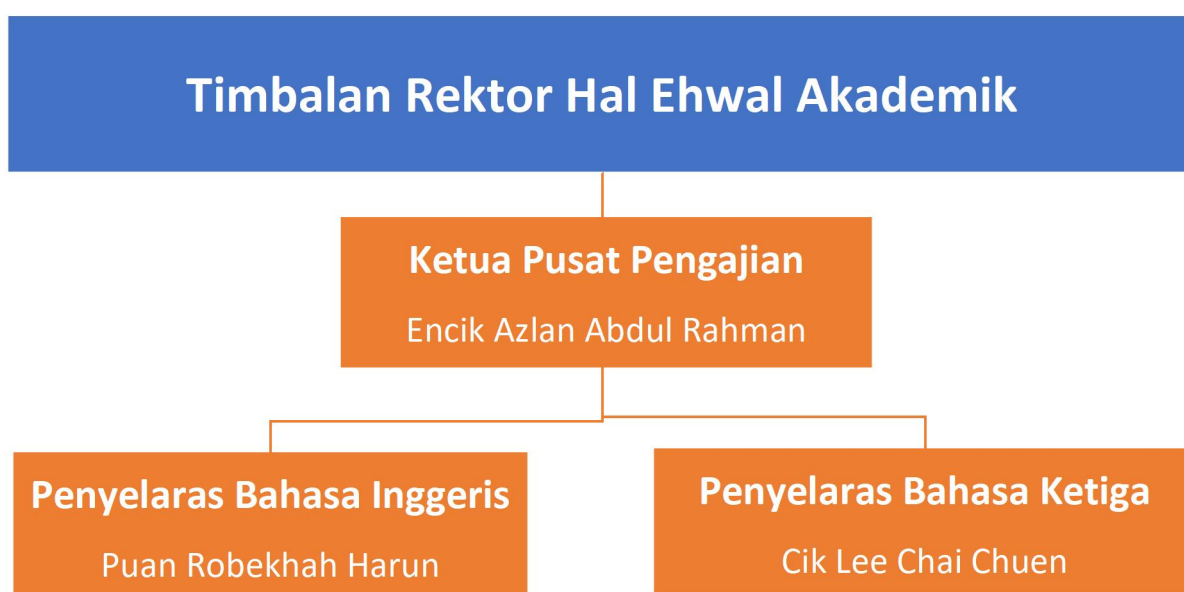 Timbalan Rektor Hal Ehwal Akademik
Ketua Pusat Pengajian
Encik Azlan Abdul Rahman
Penyelaras Bahasa Inggeris
Puan Robekhah Harun
Penyelaras Bahasa Ketiga
Cik Lee Chai Chuen